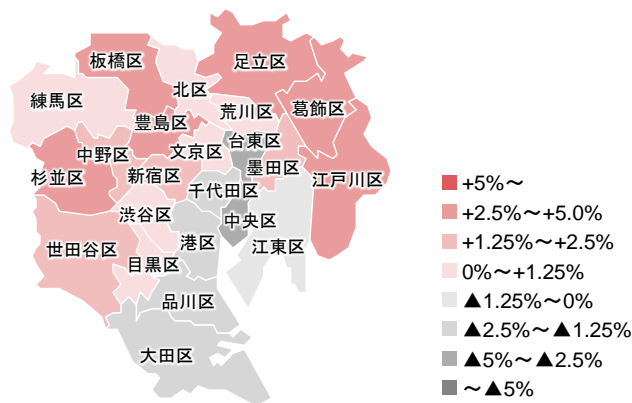 板橋区
足立区
北区
練馬区
葛飾区
荒川区
豊島区
台東区
文京区
中野区
墨田区
新宿区
杉並区
江戸川区
千代田区
渋谷区
中央区
港区
江東区
世田谷区
目黒区
品川区
大田区
+5%～
+2.5%～+5.0%
+1.25%～+2.5%
0%～+1.25%
▲1.25%～0%
▲2.5%～▲1.25%
▲5%～▲2.5%
～▲5%